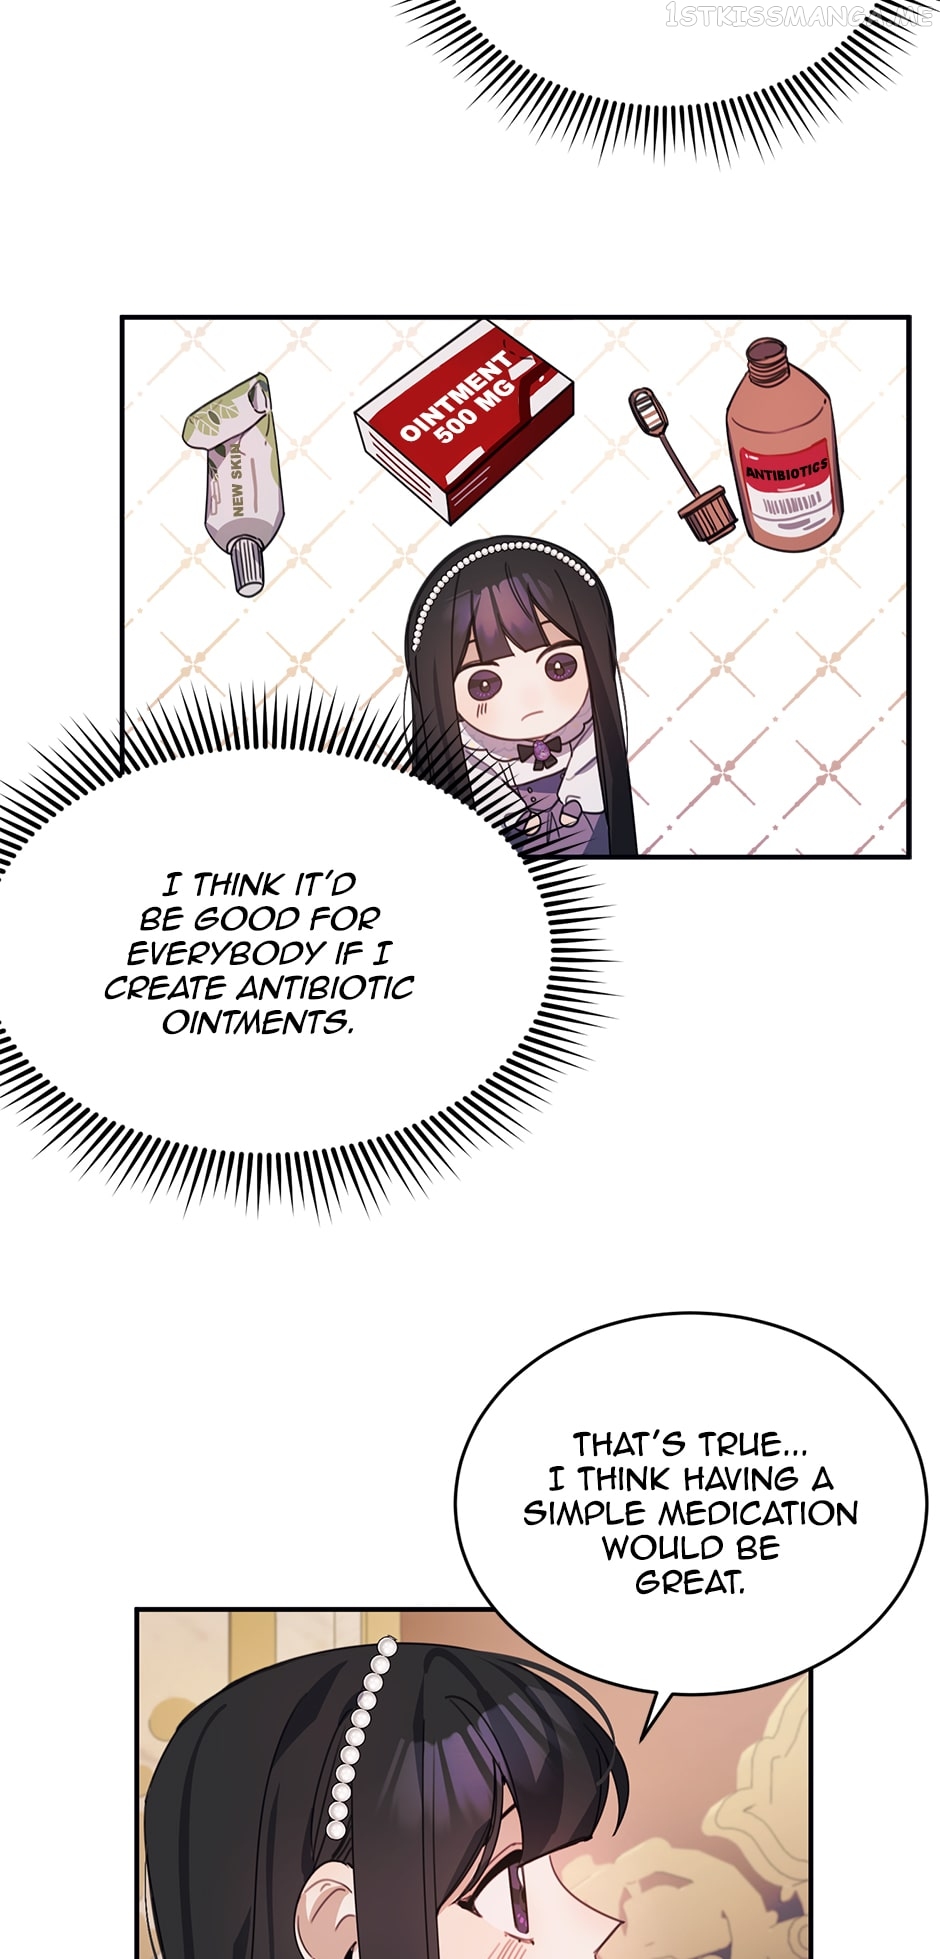 1STKISSMANGA.ME
OINTMENT
500 MG
NEW SKIN
ANTIBIOTICS
I THINK IT'D
BE GOOD FOR
EVERYBODY IF I
CREATE ANTIBIOTIC
OINTMENTS.
THAT'S TRUE...
I THINK HAVING A
SIMPLE MEDICATION
WOULD BE
GREAT.